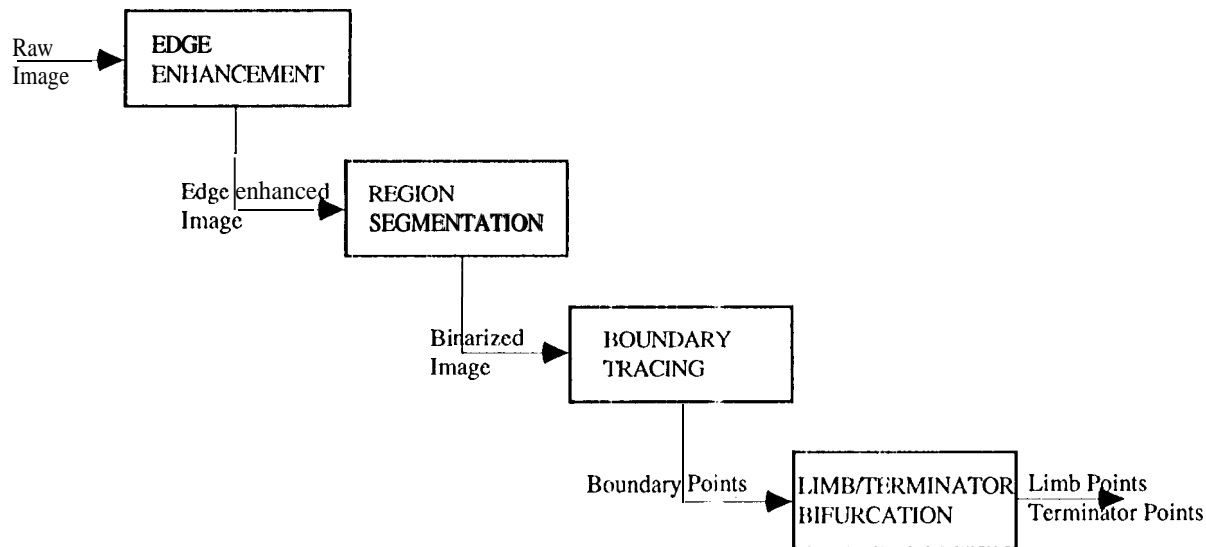 Raw
Image
EDGE
ENHANCEMENT
Edge enhanced
Image
REGION
SEGMENTATION
Binarized
Image
BOUNDARY
TRACING
Boundary Points
LIMB/TERMINATOR
BIFURCATION
Limb Points
Terminator Points